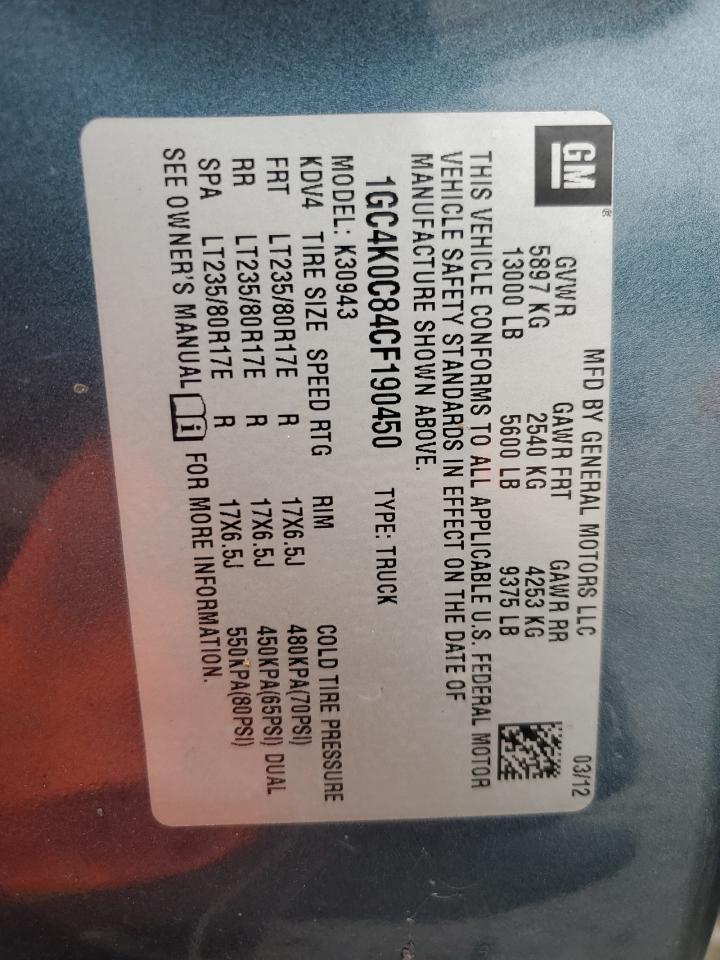 GM ®
MFD BY GENERAL MOTORS LLC 03/12
GVWR GAWR FRT GAWR RR
5897 KG 2540 KG 4253 KG
13000 LB 5600 LB 9375 LB
THIS VEHICLE CONFORMS TO ALL APPLICABLE U.S. FEDERAL MOTOR
VEHICLE SAFETY STANDARDS IN EFFECT ON THE DATE OF
MANUFACTURE SHOWN ABOVE.
1GC4K0C84CF190450 TYPE: TRUCK
MODEL: K30943
KDV4 TIRE SIZE SPEED RTG RIM COLD TIRE PRESSURE
FRT LT235/80R17E R 17X6.5J 480KPA(70PSI)
RR LT235/80R17E R 17X6.5J 450KPA(65PSI) DUAL
SPA LT235/80R17E R 17X6.5J 550KPA(80PSI)
SEE OWNER'S MANUAL i FOR MORE INFORMATION.